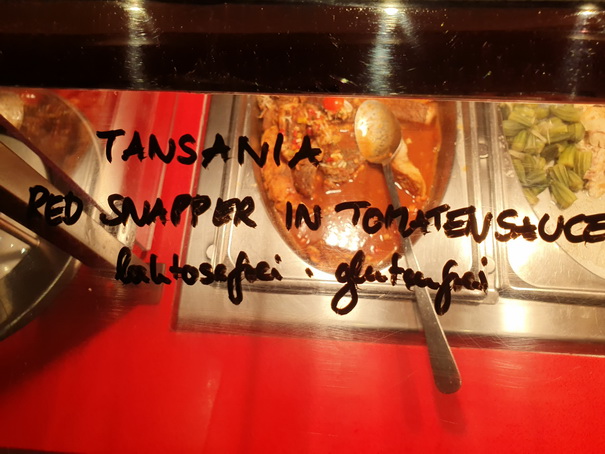 TANSANIA
RED SNAPPER IN TOMATENSAUCE
laktosefrei · glutenfrei